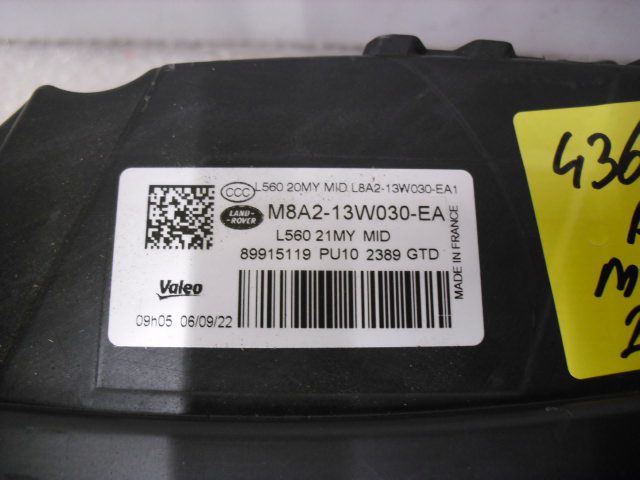 CCC L560 20MY MID L8A2-13W030-EA1
LAND-ROVER
M8A2-13W030-EA
L560 21MY MID
89915119 PU10 2389 GTD
MADE IN FRANCE
Valeo
09h05 06/09/22
436
M